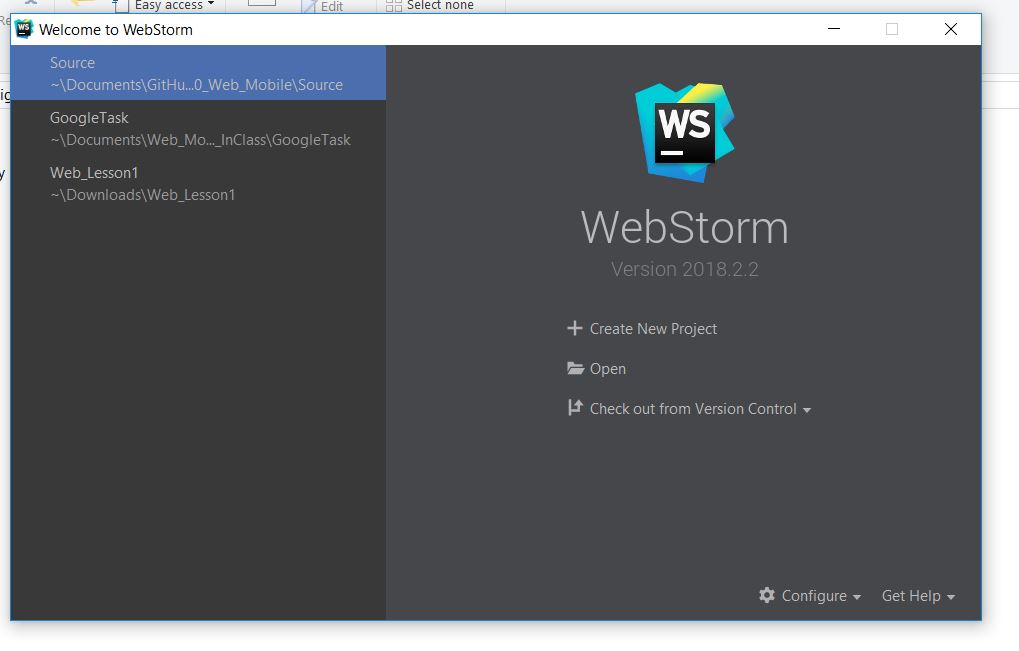 Easy access
Edit
Select none
Welcome to WebStorm
Source
~\Documents\GitHu...0_Web_Mobile\Source
GoogleTask
~\Documents\Web_Mo..._InClass\GoogleTask
Web_Lesson1
~\Downloads\Web_Lesson1
WS
WebStorm
Version 2018.2.2
Create New Project
Open
Check out from Version Control
Configure
Get Help